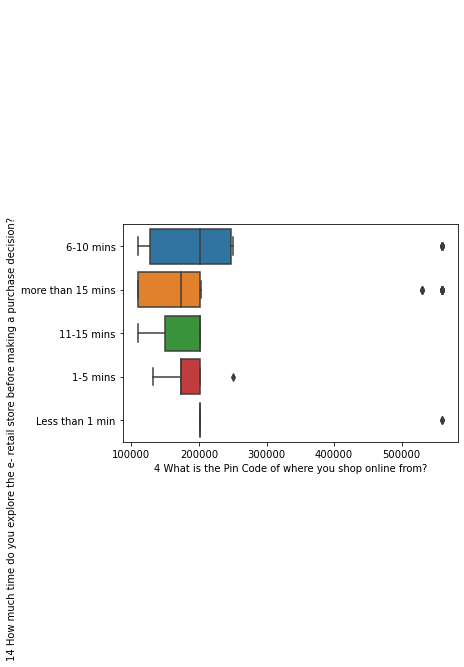 14 How much time do you explore the e- retail store before making a purchase decision?
6-10 mins
more than 15 mins
11-15 mins
1-5 mins
Less than 1 min
100000 200000 300000 400000 500000
4 What is the Pin Code of where you shop online from?